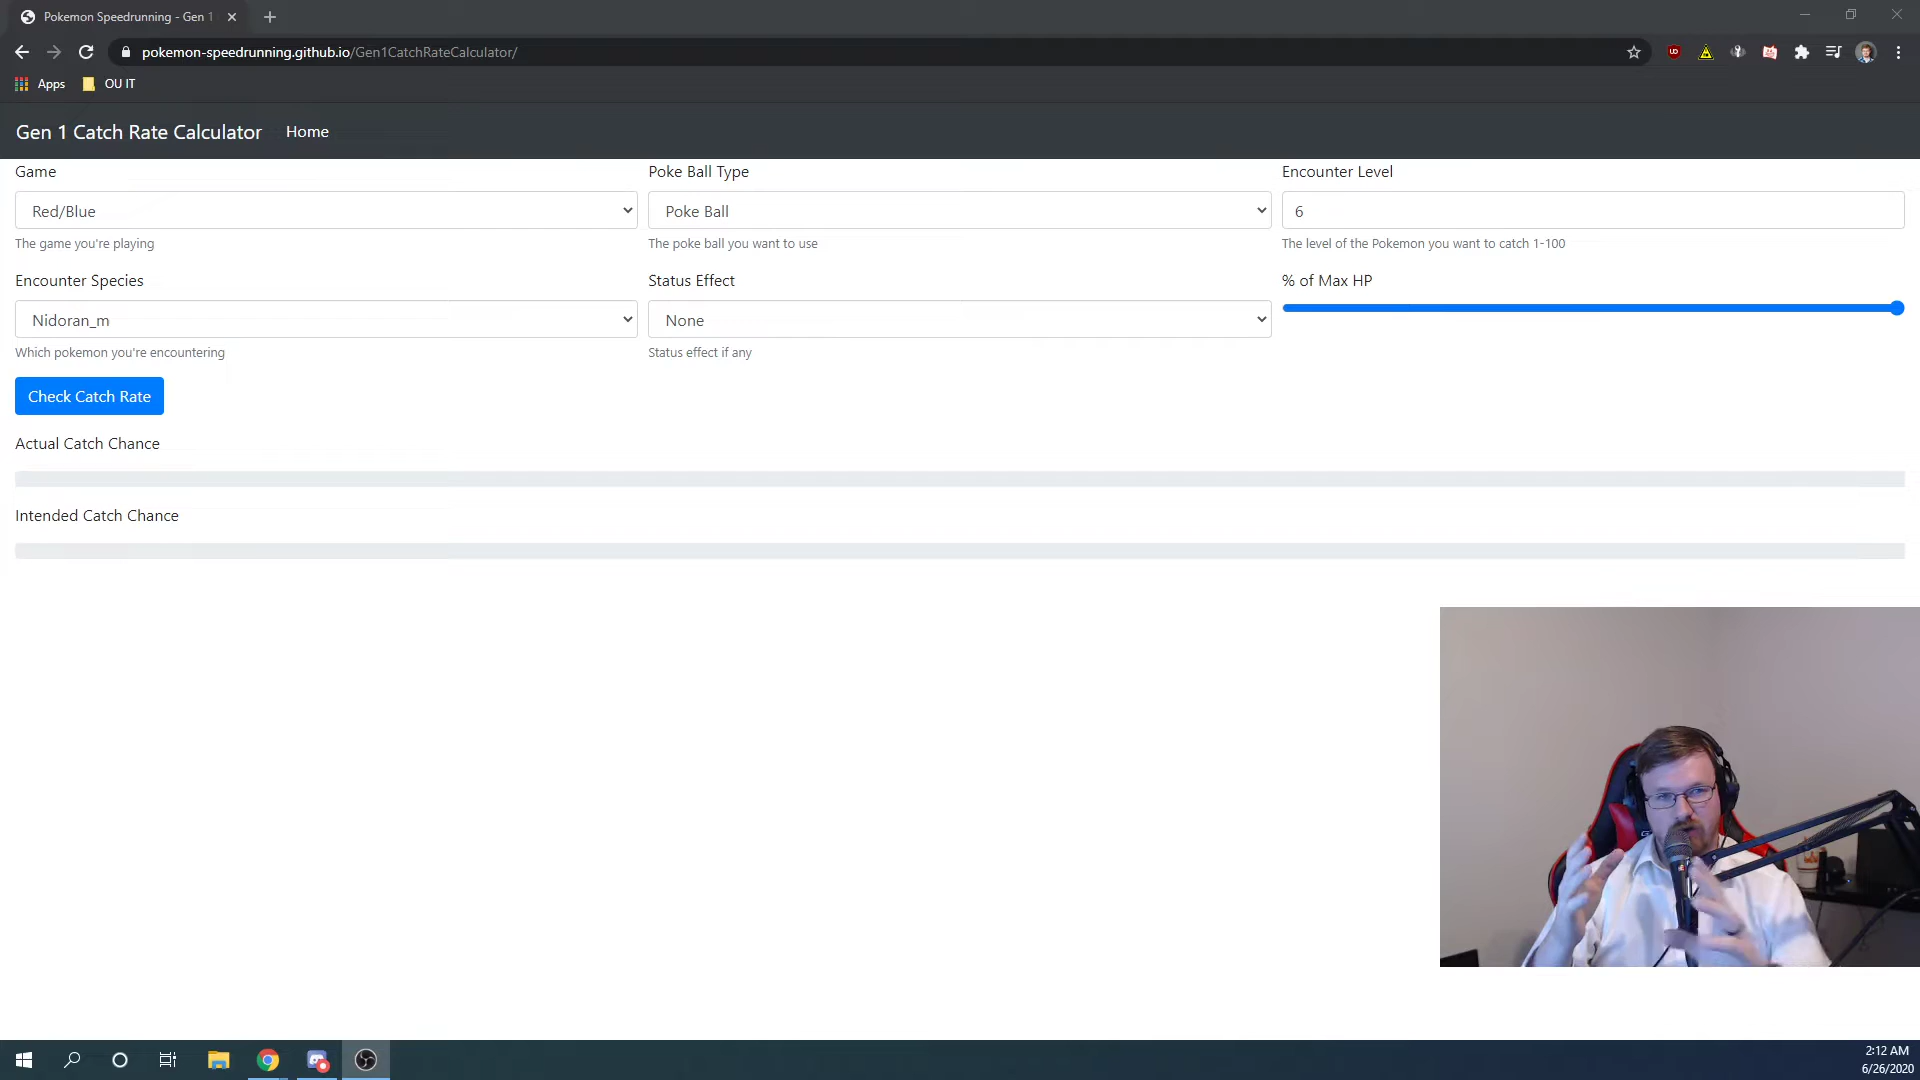 Pokemon Speedrunning - Gen 1
pokemon-speedrunning.github.io/Gen1CatchRateCalculator/
Apps
OU IT
Gen 1 Catch Rate Calculator
Home
Game
Poke Ball Type
Encounter Level
Red/Blue
Poke Ball
6
The game you're playing
The poke ball you want to use
The level of the Pokemon you want to catch 1-100
Encounter Species
Status Effect
% of Max HP
Nidoran_m
None
Which pokemon you're encountering
Status effect if any
Check Catch Rate
Actual Catch Chance
Intended Catch Chance
2:12 AM
6/26/2020